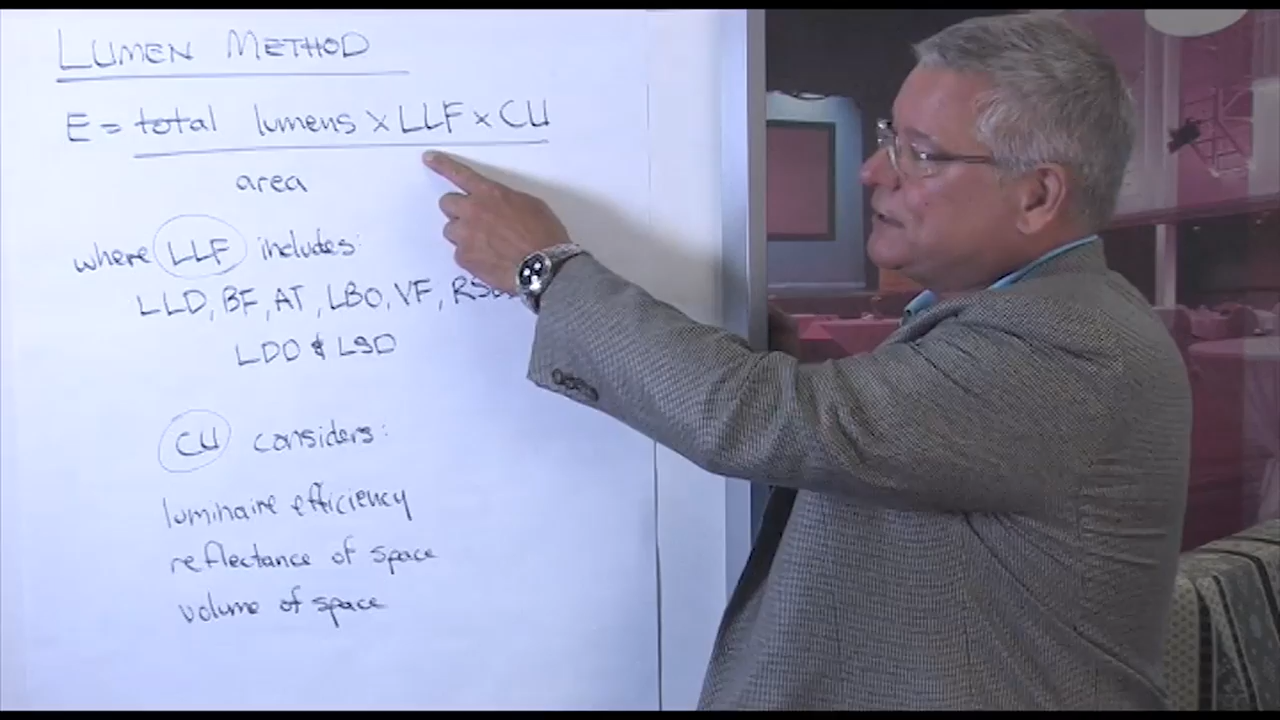 LUMEN METHOD
E = total lumens x LLF x CU
area
where LLF includes:
LLD, BF, AT, LBO, VF,
LDD & LSD
CU considers:
luminaire efficiency
reflectance of space
volume of space